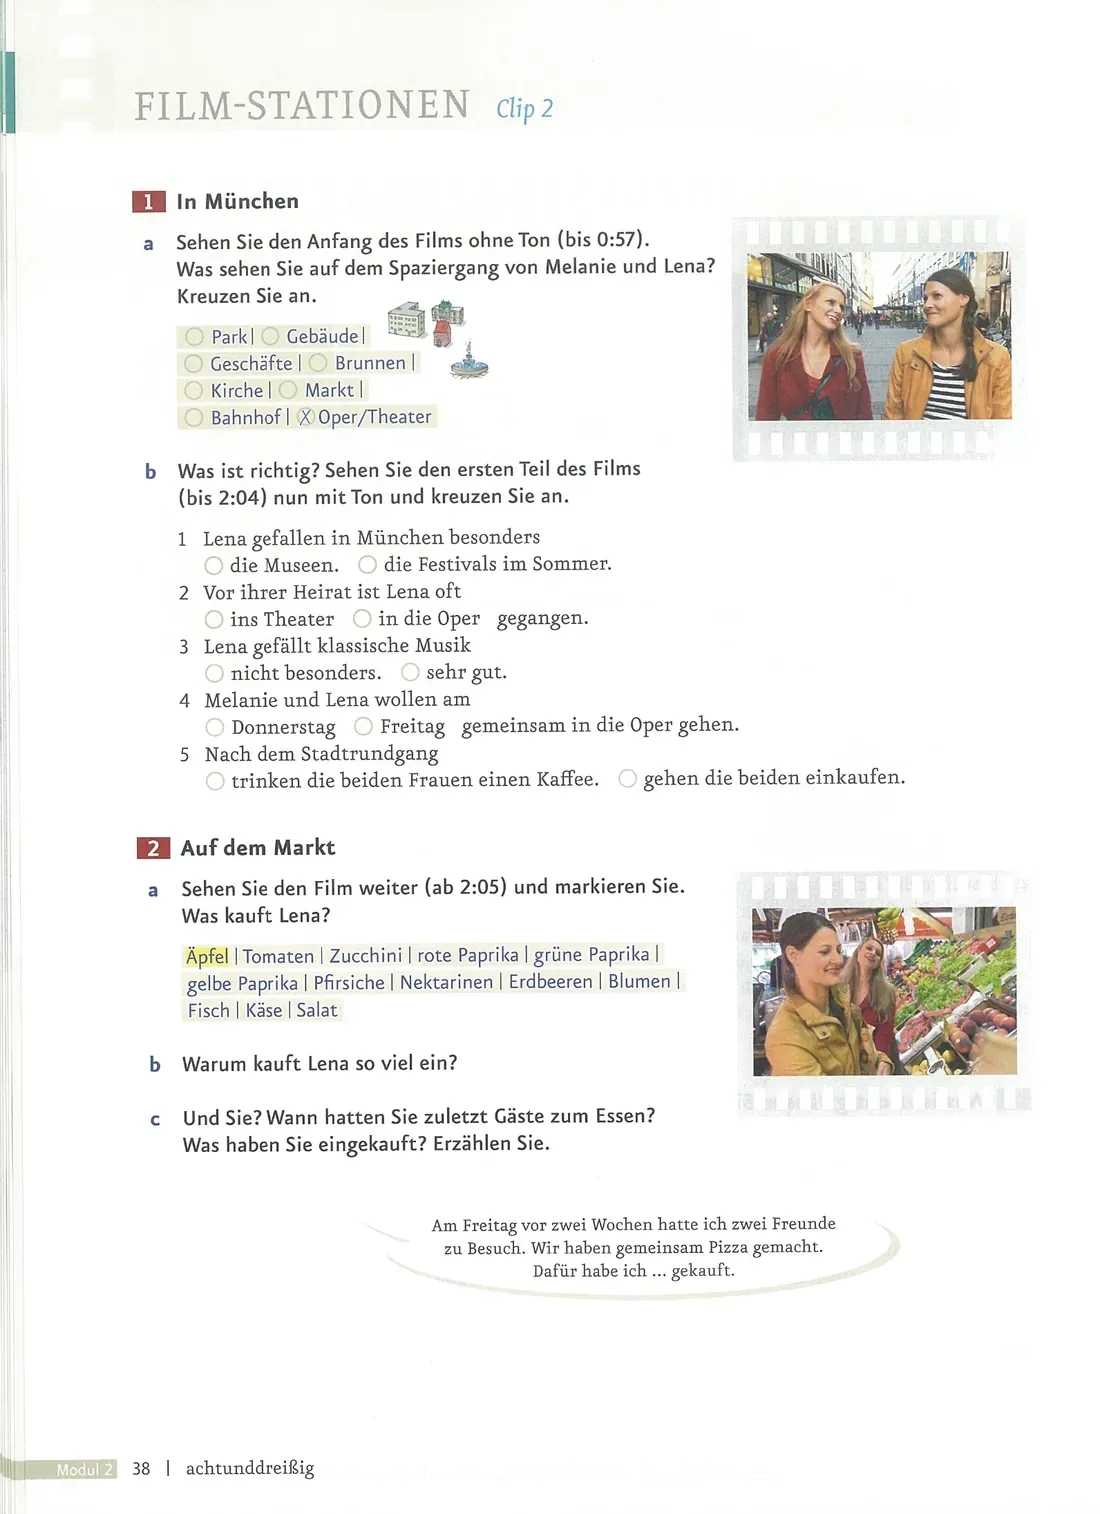 FILM-STATIONEN Clip 2
1 In München
a Sehen Sie den Anfang des Films ohne Ton (bis 0:57).
Was sehen Sie auf dem Spaziergang von Melanie und Lena?
Kreuzen Sie an.
○ Park | ○ Gebäude |
○ Geschäfte | ○ Brunnen |
○ Kirche | ○ Markt |
○ Bahnhof | ⊗ Oper/Theater
b Was ist richtig? Sehen Sie den ersten Teil des Films
(bis 2:04) nun mit Ton und kreuzen Sie an.
1 Lena gefallen in München besonders
○ die Museen. ○ die Festivals im Sommer.
2 Vor ihrer Heirat ist Lena oft
○ ins Theater ○ in die Oper gegangen.
3 Lena gefällt klassische Musik
○ nicht besonders. ○ sehr gut.
4 Melanie und Lena wollen am
○ Donnerstag ○ Freitag gemeinsam in die Oper gehen.
5 Nach dem Stadtrundgang
○ trinken die beiden Frauen einen Kaffee. ○ gehen die beiden einkaufen.
2 Auf dem Markt
a Sehen Sie den Film weiter (ab 2:05) und markieren Sie.
Was kauft Lena?
Äpfel | Tomaten | Zucchini | rote Paprika | grüne Paprika |
gelbe Paprika | Pfirsiche | Nektarinen | Erdbeeren | Blumen |
Fisch | Käse | Salat
b Warum kauft Lena so viel ein?
c Und Sie? Wann hatten Sie zuletzt Gäste zum Essen?
Was haben Sie eingekauft? Erzählen Sie.
Am Freitag vor zwei Wochen hatte ich zwei Freunde
zu Besuch. Wir haben gemeinsam Pizza gemacht.
Dafür habe ich ... gekauft.
Modul 2 38 | achtunddreißig